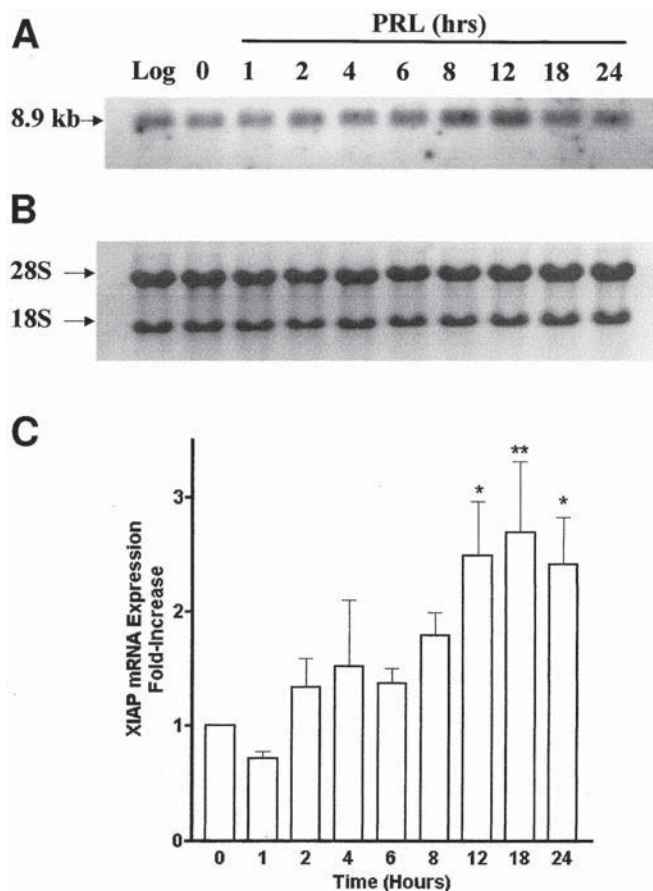 A
PRL (hrs)
Log 0 1 2 4 6 8 12 18 24
8.9 kb
B
28S
18S
C
XIAP mRNA Expression
Fold-Increase
3
2
1
0
* ** *
0 1 2 4 6 8 12 18 24
Time (Hours)